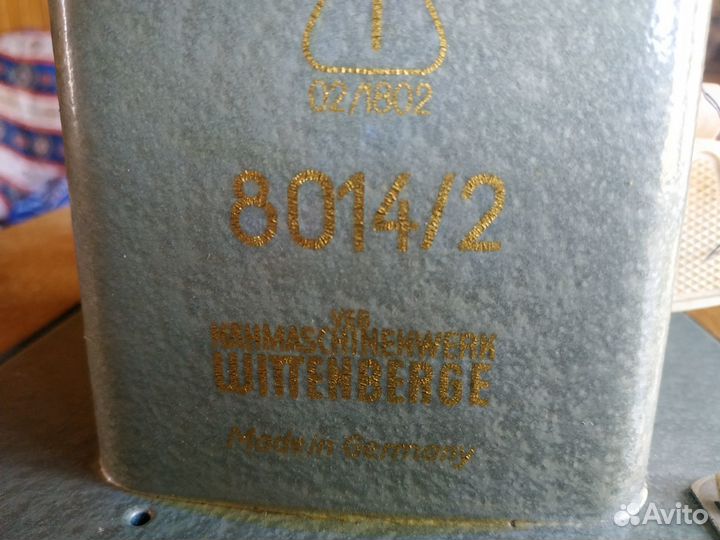 02/1802
8014/2
VEB
NÄHMASCHINENWERK
WITTENBERGE
Made in Germany
Avito